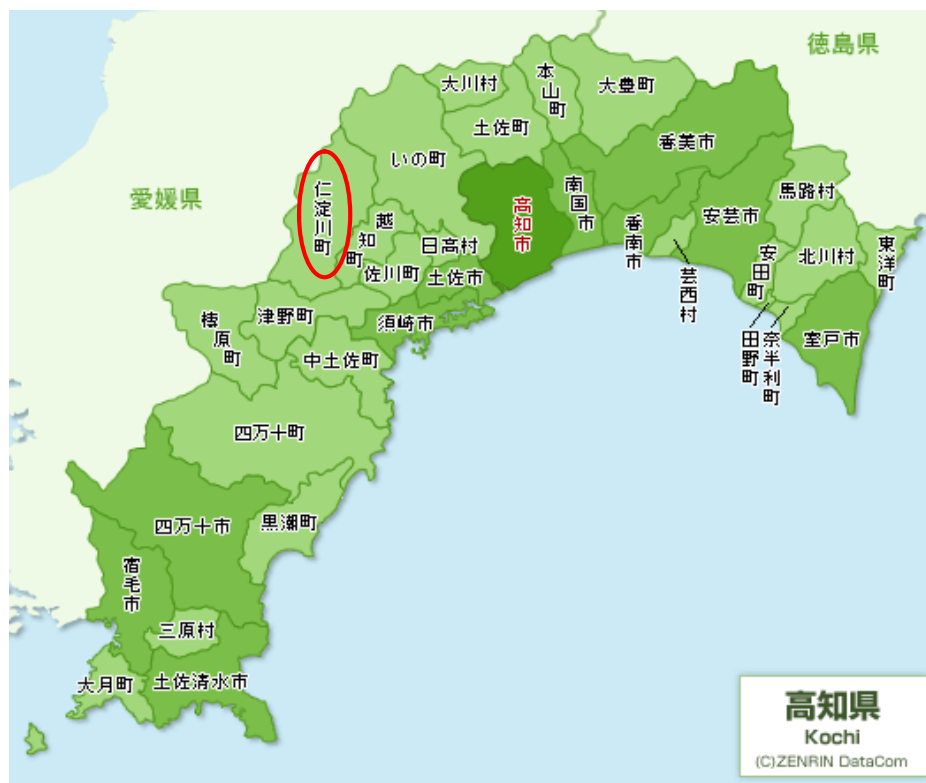 徳島県
愛媛県
大川村
本山町
大豊町
土佐町
いの町
香美市
仁淀川町
高知市
南国市
馬路村
安芸市
越知町
日高村
香南市
佐川町
土佐市
芸西村
安田町
北川村
東洋町
津野町
須崎市
梼原町
中土佐町
田野町
奈半利町
室戸市
四万十町
四万十市
黒潮町
宿毛市
三原村
大月町
土佐清水市
高知県
Kochi
(C)ZENRIN DataCom